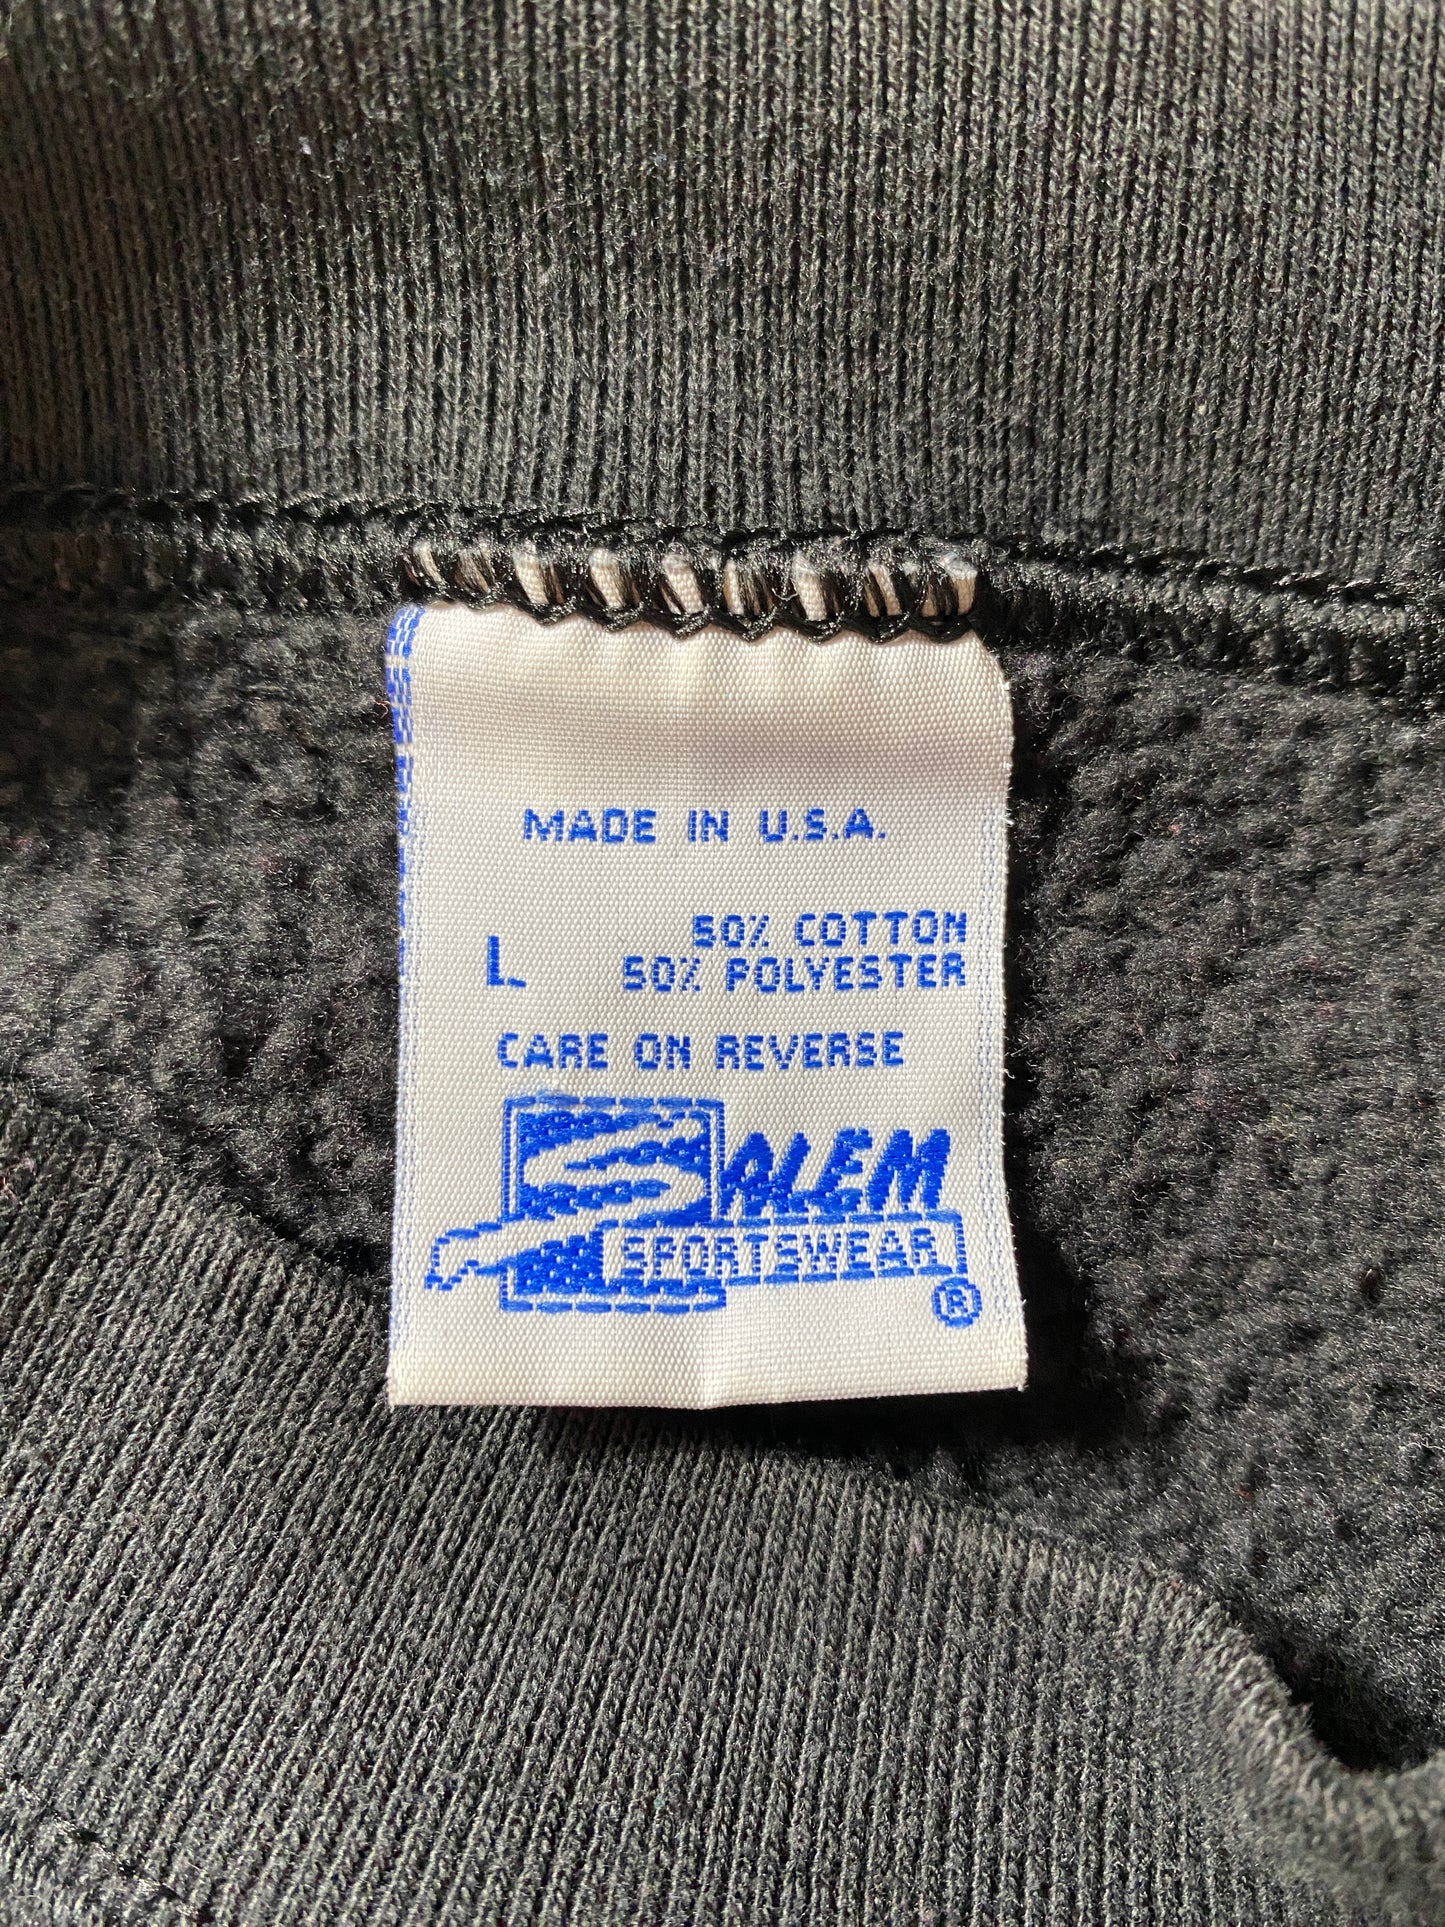 MADE IN U.S.A.
50% COTTON
L
50% POLYESTER
CARE ON REVERSE
SALEM
SPORTSWEAR
®